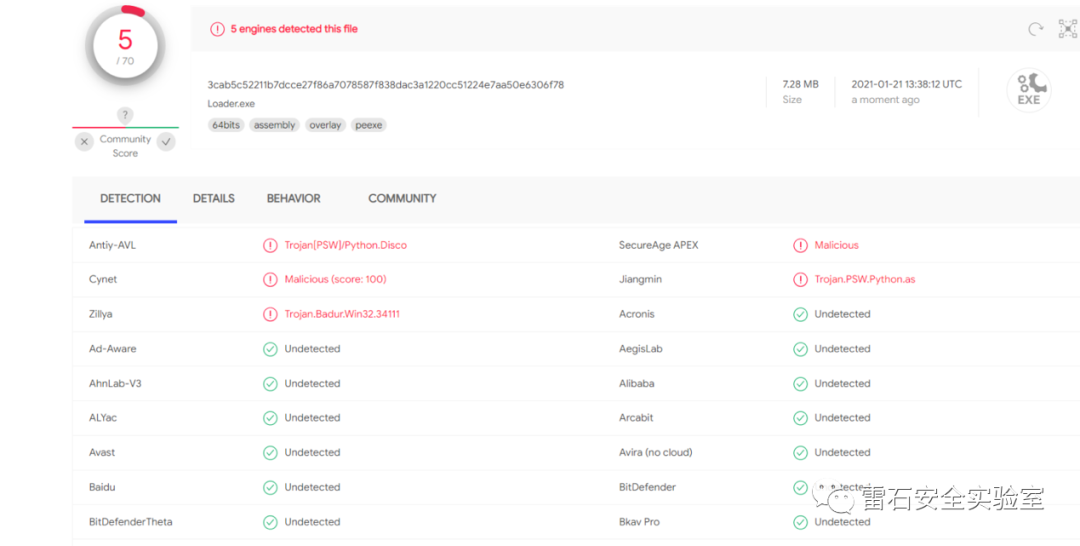 5
/ 70
?
Community
Score
5 engines detected this file
3cab5c52211b7dcce27f86a7078587f838dac3a1220cc51224e7aa50e6306f78
Loader.exe
64bits assembly overlay peexe
7.28 MB
Size
2021-01-21 13:38:12 UTC
a moment ago
EXE
DETECTION DETAILS BEHAVIOR COMMUNITY
Antiy-AVL Trojan[PSW]/Python.Disco SecureAge APEX Malicious
Cynet Malicious (score: 100) Jiangmin Trojan.PSW.Python.as
Zillya Trojan.Badur.Win32.34111 Acronis Undetected
Ad-Aware Undetected AegisLab Undetected
AhnLab-V3 Undetected Alibaba Undetected
ALYac Undetected Arcabit Undetected
Avast Undetected Avira (no cloud) Undetected
Baidu Undetected BitDefender
雷石安全实验室
BitDefenderTheta Undetected Bkav Pro Undetected